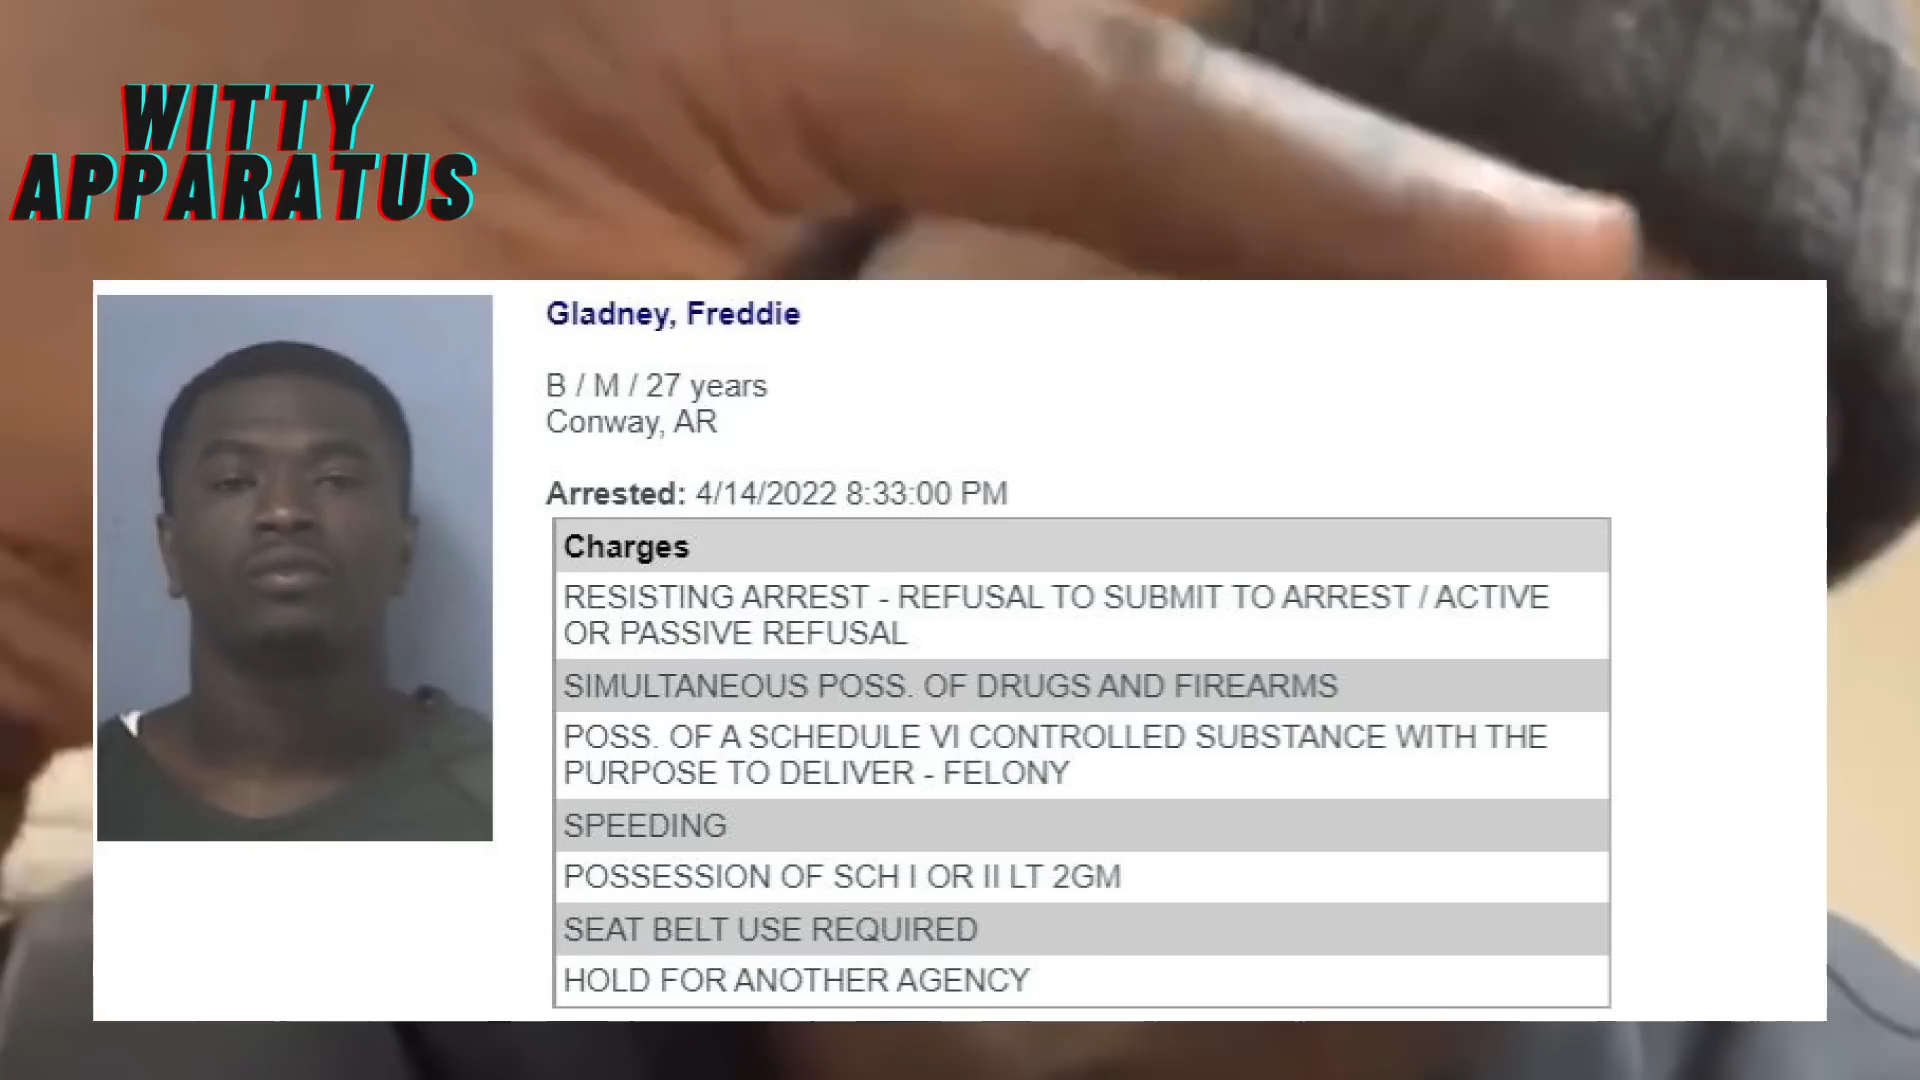 WITTY
APPARATUS
Gladney, Freddie
B / M / 27 years
Conway, AR
Arrested: 4/14/2022 8:33:00 PM
Charges
RESISTING ARREST - REFUSAL TO SUBMIT TO ARREST / ACTIVE
OR PASSIVE REFUSAL
SIMULTANEOUS POSS. OF DRUGS AND FIREARMS
POSS. OF A SCHEDULE VI CONTROLLED SUBSTANCE WITH THE
PURPOSE TO DELIVER - FELONY
SPEEDING
POSSESSION OF SCH I OR II LT 2GM
SEAT BELT USE REQUIRED
HOLD FOR ANOTHER AGENCY